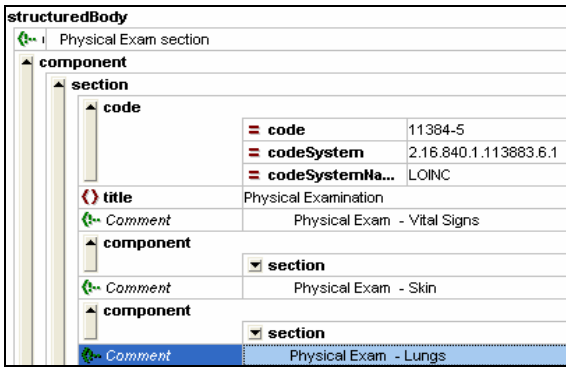 structuredBody
Physical Exam section
component
section
code
= code 11384-5
= codeSystem 2.16.840.1.113883.6.1
= codeSystemNa... LOINC
title Physical Examination
Comment Physical Exam - Vital Signs
component
section
Comment Physical Exam - Skin
component
section
Comment Physical Exam - Lungs